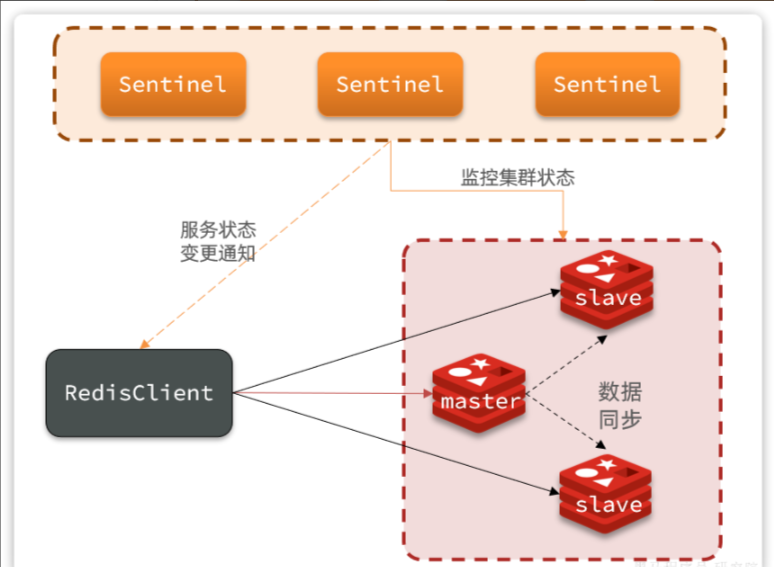 Sentinel
Sentinel
Sentinel
监控集群状态
服务状态
变更通知
slave
RedisClient
master
数据
同步
slave